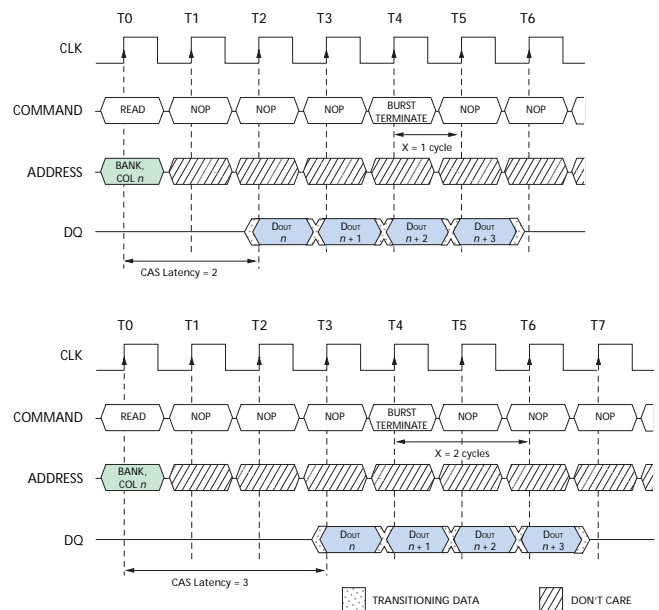 T0 T1 T2 T3 T4 T5 T6
CLK
COMMAND READ NOP NOP NOP BURST TERMINATE NOP NOP
X = 1 cycle
ADDRESS BANK, COL n
DQ DOUT n DOUT n + 1 DOUT n + 2 DOUT n + 3
CAS Latency = 2
T0 T1 T2 T3 T4 T5 T6 T7
CLK
COMMAND READ NOP NOP NOP BURST TERMINATE NOP NOP NOP
X = 2 cycles
ADDRESS BANK, COL n
DQ DOUT n DOUT n + 1 DOUT n + 2 DOUT n + 3
CAS Latency = 3
TRANSITIONING DATA DON'T CARE